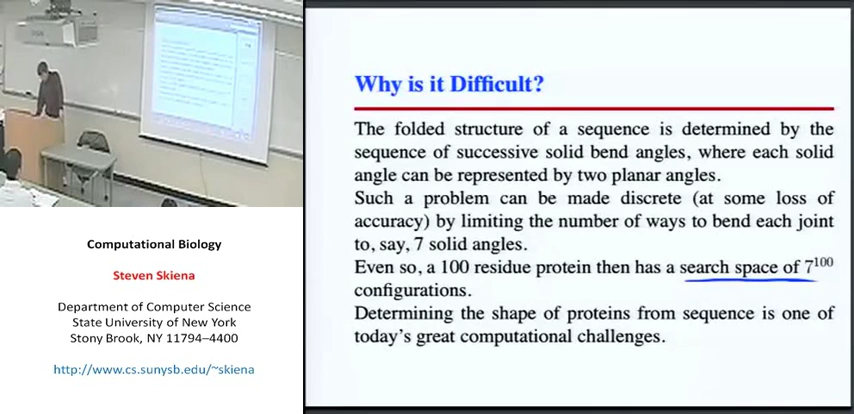 Computational Biology
Steven Skiena
Department of Computer Science
State University of New York
Stony Brook, NY 11794–4400
http://www.cs.sunysb.edu/~skiena
Why is it Difficult?
The folded structure of a sequence is determined by the
sequence of successive solid bend angles, where each solid
angle can be represented by two planar angles.
Such a problem can be made discrete (at some loss of
accuracy) by limiting the number of ways to bend each joint
to, say, 7 solid angles.
Even so, a 100 residue protein then has a search space of 7¹⁰⁰
configurations.
Determining the shape of proteins from sequence is one of
today's great computational challenges.